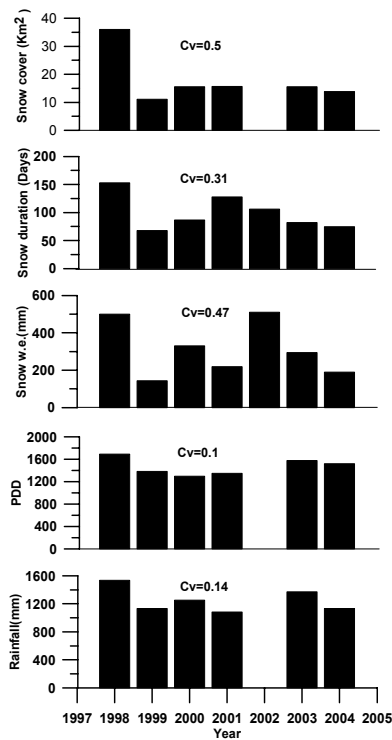 Snow cover (Km²)
40
30
20
10
0
Cv=0.5
Snow duration (Days)
200
150
100
50
0
Cv=0.31
Snow w.e.(mm)
600
400
200
0
Cv=0.47
PDD
2000
1600
1200
800
400
0
Cv=0.1
Rainfall(mm)
1600
1200
800
400
0
Cv=0.14
1997 1998 1999 2000 2001 2002 2003 2004 2005
Year